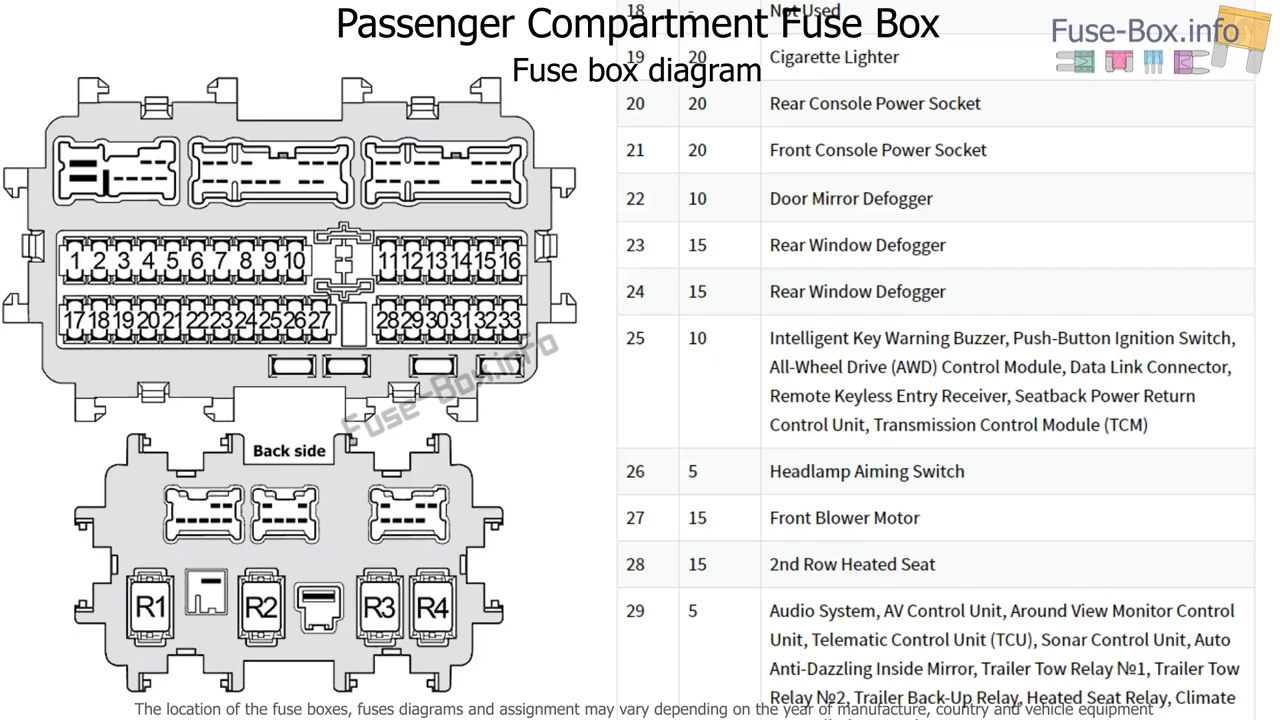 Passenger Compartment Fuse Box
Fuse box diagram
Fuse-Box.info
18 - Not Used
19 20 Cigarette Lighter
20 20 Rear Console Power Socket
21 20 Front Console Power Socket
22 10 Door Mirror Defogger
23 15 Rear Window Defogger
24 15 Rear Window Defogger
25 10 Intelligent Key Warning Buzzer, Push-Button Ignition Switch,
All-Wheel Drive (AWD) Control Module, Data Link Connector,
Remote Keyless Entry Receiver, Seatback Power Return
Control Unit, Transmission Control Module (TCM)
26 5 Headlamp Aiming Switch
27 15 Front Blower Motor
28 15 2nd Row Heated Seat
29 5 Audio System, AV Control Unit, Around View Monitor Control
Unit, Telematic Control Unit (TCU), Sonar Control Unit, Auto
Anti-Dazzling Inside Mirror, Trailer Tow Relay №1, Trailer Tow
Relay №2, Trailer Back-Up Relay, Heated Seat Relay, Climate
1 2 3 4 5 6 7 8 9 10 11 12 13 14 15 16
17 18 19 20 21 22 23 24 25 26 27 28 29 30 31 32 33
Fuse-Box.info
Back side
R1 R2 R3 R4
The location of the fuse boxes, fuses diagrams and assignment may vary depending on the year of manufacture, country and vehicle equipment